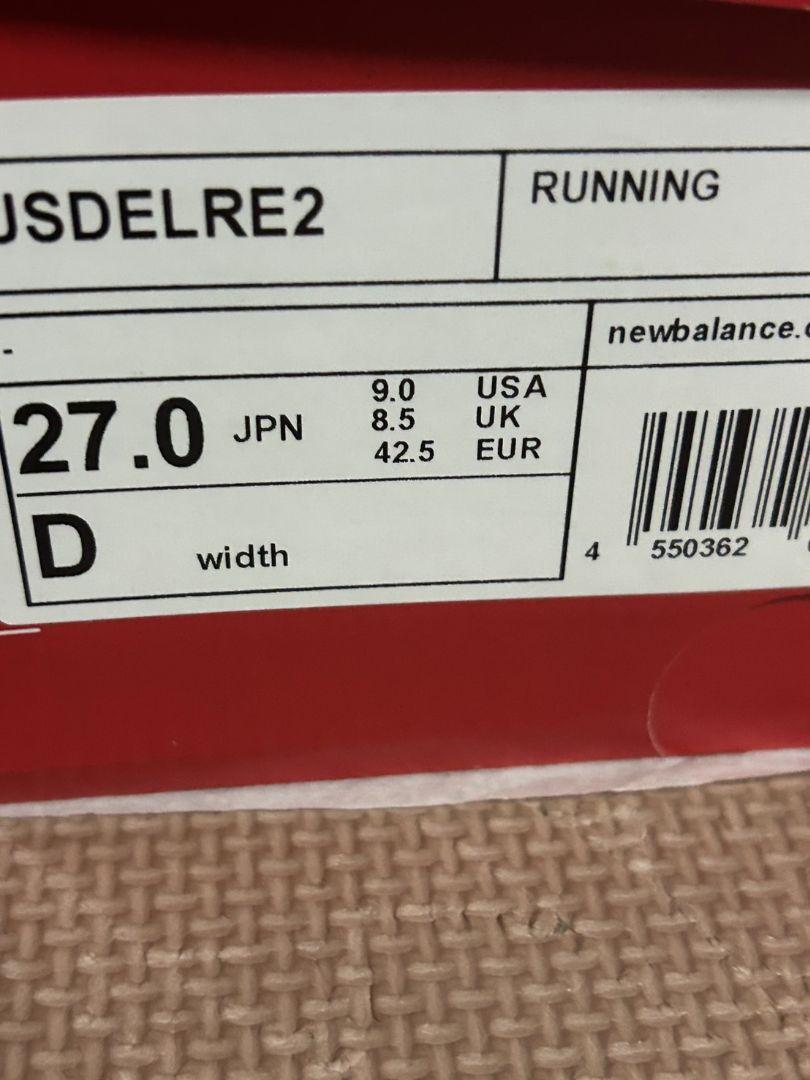 USDELRE2
RUNNING
-
newbalance.c
27.0 JPN
9.0 USA
8.5 UK
42.5 EUR
D width
4 550362